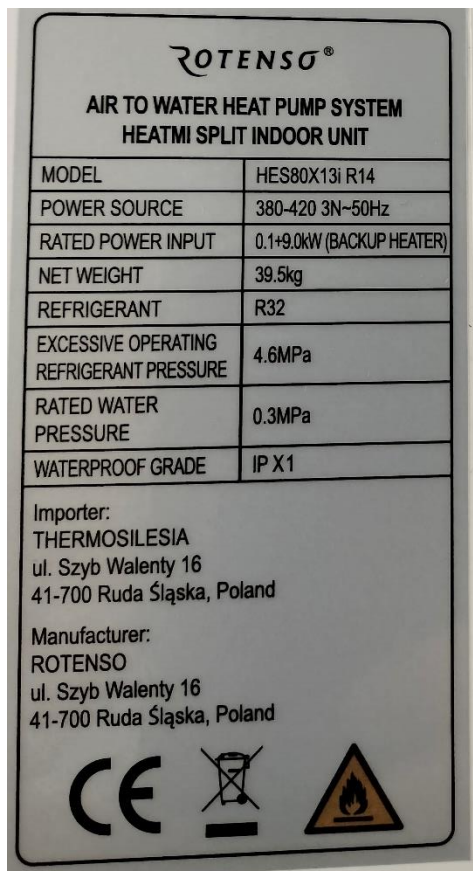 ROTENSO®
AIR TO WATER HEAT PUMP SYSTEM
HEATMI SPLIT INDOOR UNIT
MODEL HES80X13i R14
POWER SOURCE 380-420 3N~50Hz
RATED POWER INPUT 0.1+9.0kW (BACKUP HEATER)
NET WEIGHT 39.5kg
REFRIGERANT R32
EXCESSIVE OPERATING
REFRIGERANT PRESSURE 4.6MPa
RATED WATER
PRESSURE 0.3MPa
WATERPROOF GRADE IP X1
Importer:
THERMOSILESIA
ul. Szyb Walenty 16
41-700 Ruda Śląska, Poland
Manufacturer:
ROTENSO
ul. Szyb Walenty 16
41-700 Ruda Śląska, Poland
CE